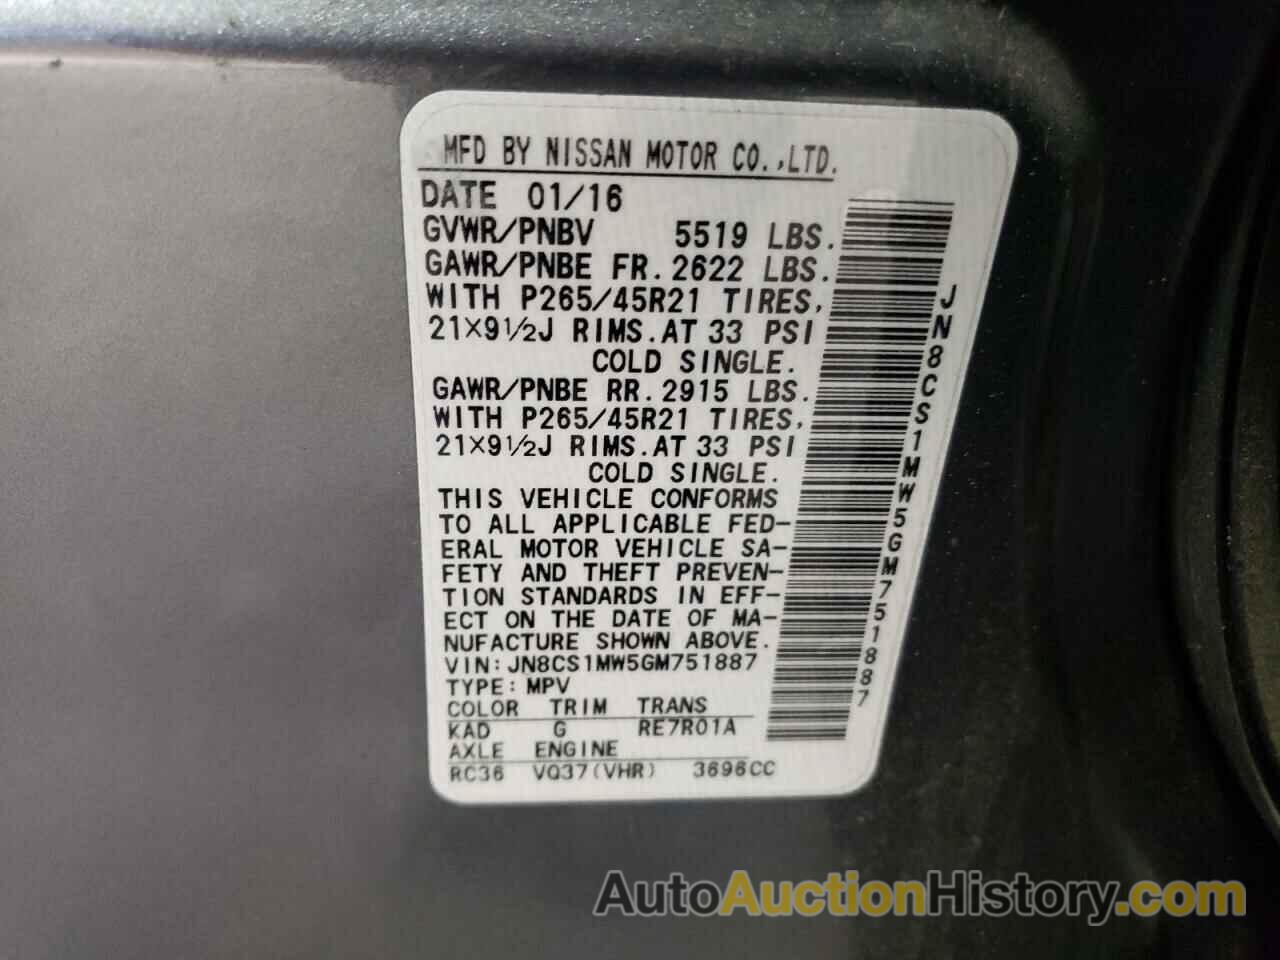 MFD BY NISSAN MOTOR CO.,LTD.
DATE 01/16
GVWR/PNBV 5519 LBS.
GAWR/PNBE FR. 2622 LBS.
WITH P265/45R21 TIRES,
21×9½J RIMS. AT 33 PSI
COLD SINGLE.
GAWR/PNBE RR. 2915 LBS.
WITH P265/45R21 TIRES,
21×9½J RIMS. AT 33 PSI
COLD SINGLE.
THIS VEHICLE CONFORMS
TO ALL APPLICABLE FED-
ERAL MOTOR VEHICLE SA-
FETY AND THEFT PREVEN-
TION STANDARDS IN EFF-
ECT ON THE DATE OF MA-
NUFACTURE SHOWN ABOVE.
VIN: JN8CS1MW5GM751887
TYPE: MPV
COLOR TRIM TRANS
KAD G RE7R01A
AXLE ENGINE
RC36 VQ37(VHR) 3696CC
JN8CS1MW5GM751887
AutoAuctionHistory.com